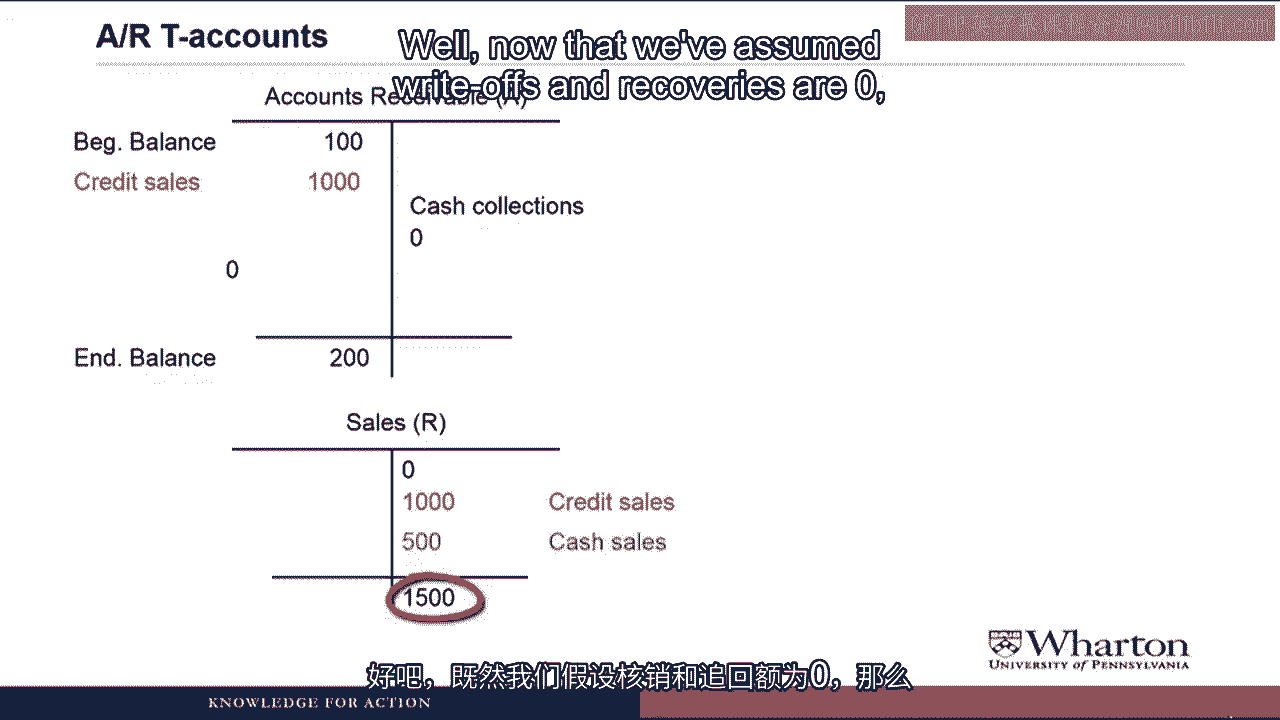 A/R T-accounts
Well, now that we've assumed
write-offs and recoveries are 0,
Accounts Receivable (A)
Beg. Balance 100
Credit sales 1000
Cash collections
0
0
End. Balance 200
Sales (R)
0
1000 Credit sales
500 Cash sales
1500
Wharton
UNIVERSITY of PENNSYLVANIA
好吧，既然我们假设核销和追回额为0，那么
KNOWLEDGE FOR ACTION